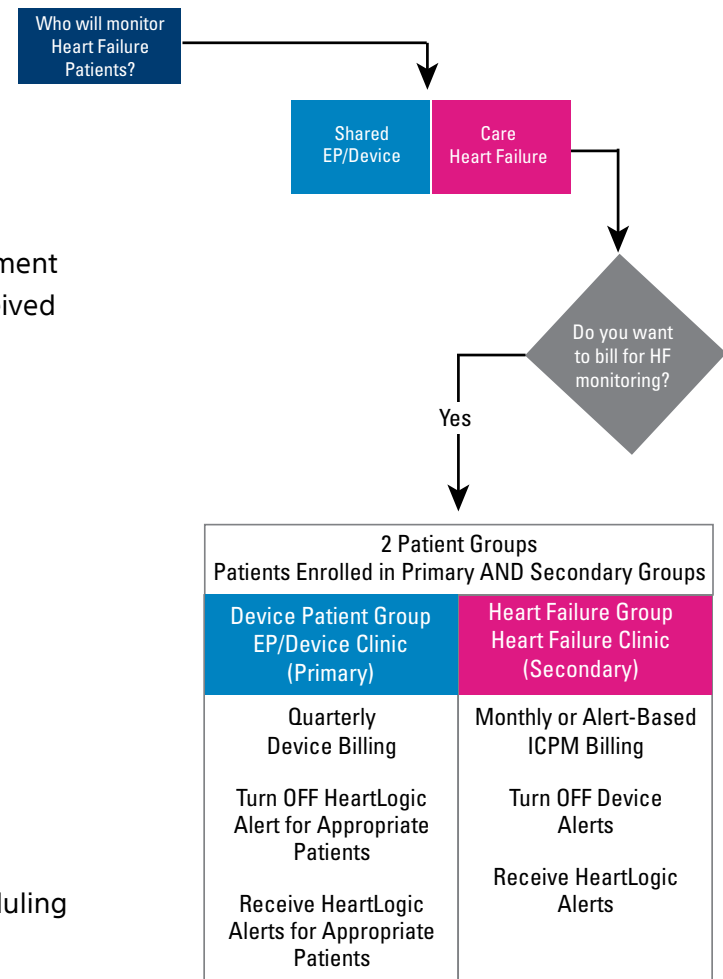 Who will monitor
Heart Failure
Patients?
Shared
EP/Device
Care
Heart Failure
ment
ived
Do you want
to bill for HF
monitoring?
Yes
2 Patient Groups
Patients Enrolled in Primary AND Secondary Groups
Device Patient Group
EP/Device Clinic
(Primary)
Heart Failure Group
Heart Failure Clinic
(Secondary)
Quarterly
Device Billing
Turn OFF HeartLogic
Alert for Appropriate
Patients
Receive HeartLogic
Alerts for Appropriate
Patients
Monthly or Alert-Based
ICPM Billing
Turn OFF Device
Alerts
Receive HeartLogic
Alerts
duling